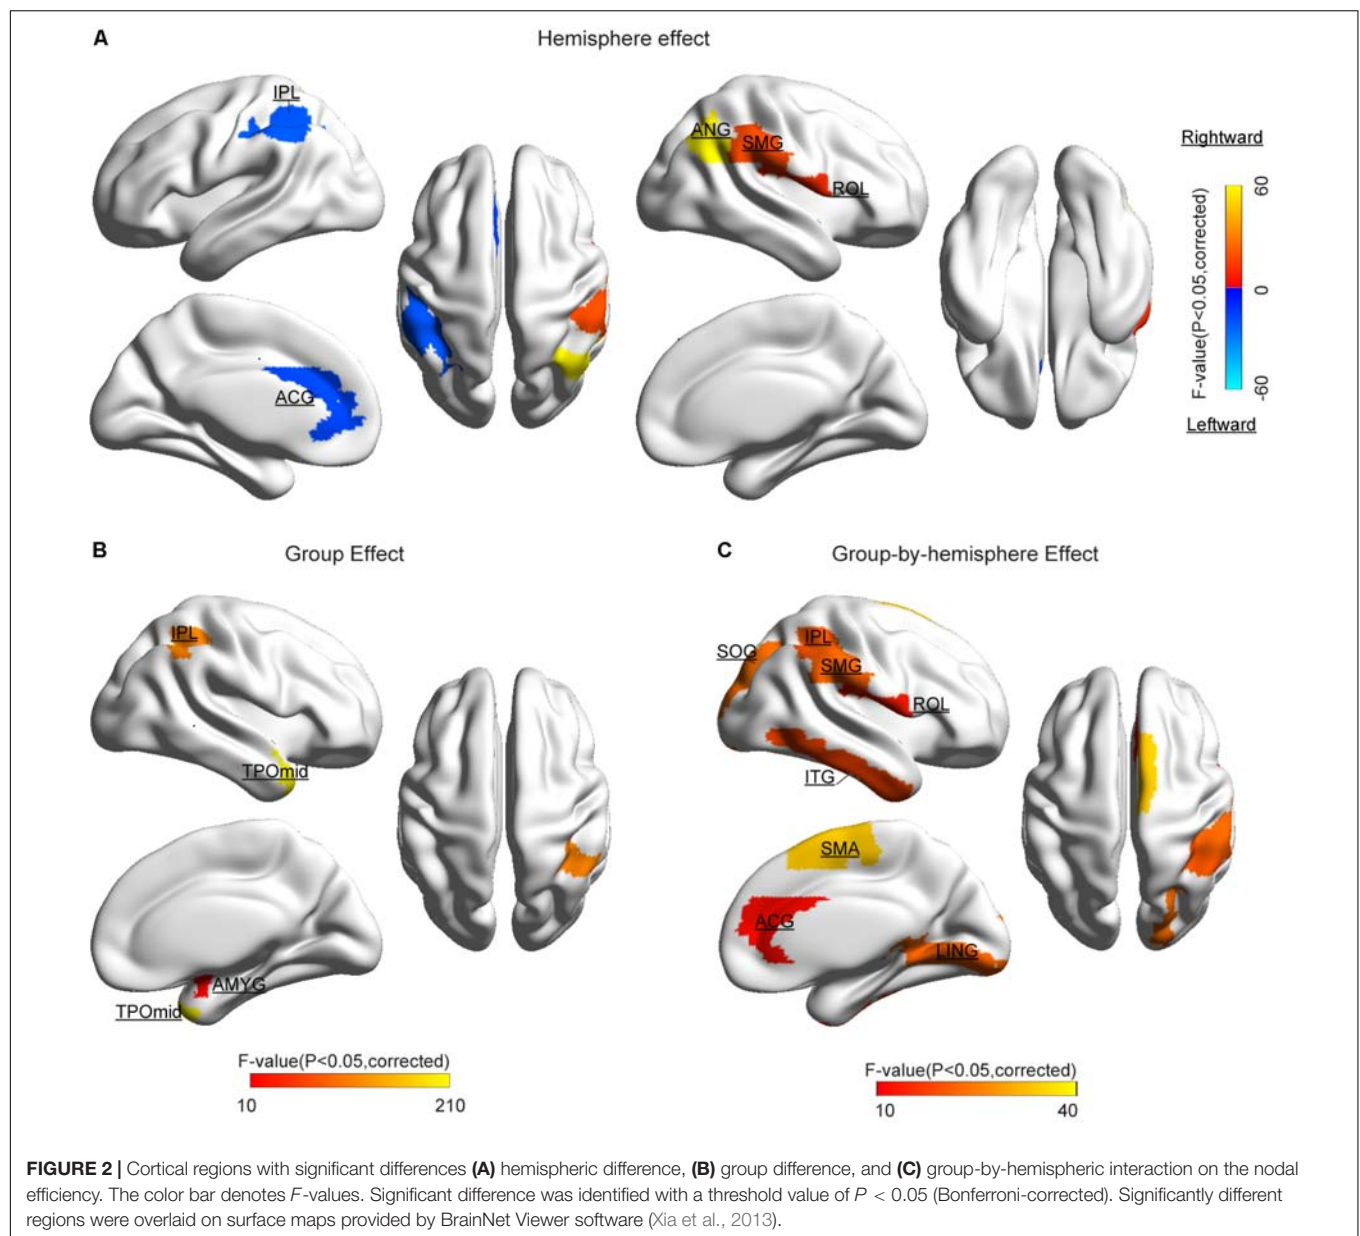 A
Hemisphere effect
IPL
ACG
ANG
SMG
ROL
Rightward
F-value(P<0.05,corrected)
60
0
-60
Leftward
B
Group Effect
IPL
TPOmid
AMYG
TPOmid
F-value(P<0.05,corrected)
10
210
C
Group-by-hemisphere Effect
SOG
IPL
SMG
ROL
ITG
SMA
ACG
LING
F-value(P<0.05,corrected)
10
40
FIGURE 2 | Cortical regions with significant differences (A) hemispheric difference, (B) group difference, and (C) group-by-hemispheric interaction on the nodal
efficiency. The color bar denotes F-values. Significant difference was identified with a threshold value of P < 0.05 (Bonferroni-corrected). Significantly different
regions were overlaid on surface maps provided by BrainNet Viewer software (Xia et al., 2013).